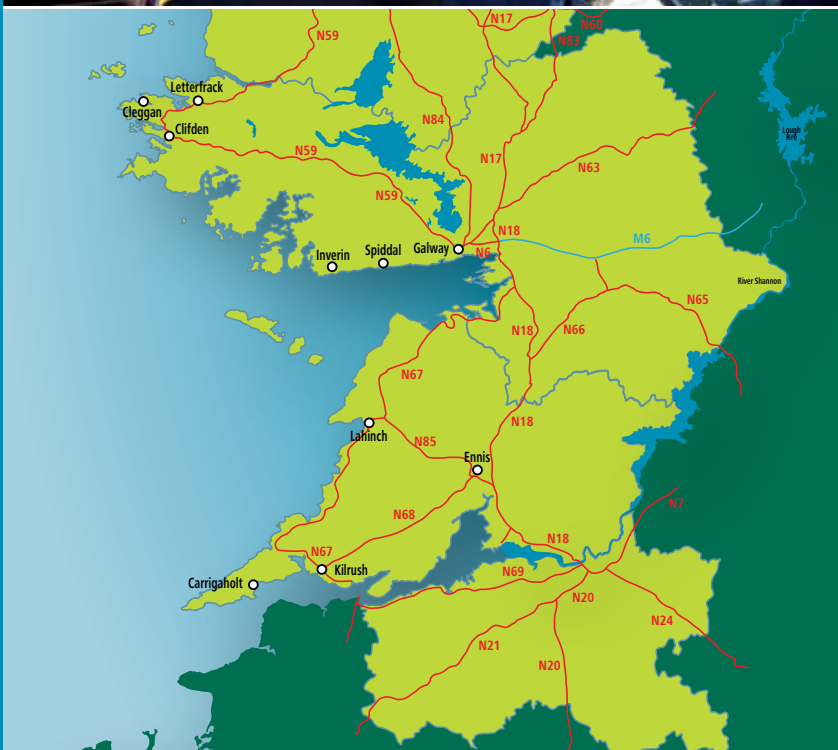 N17
N60
N59
N83
Letterfrack
Cleggan
N84
Clifden
Lough
Ree
N59
N17
N63
N59
N18
M6
Galway
N6
Spiddal
Inverin
River Shannon
N65
N18
N66
N67
N18
Lahinch
N85
Ennis
N7
N68
N18
N67
Kilrush
N69
Carrigaholt
N20
N24
N21
N20